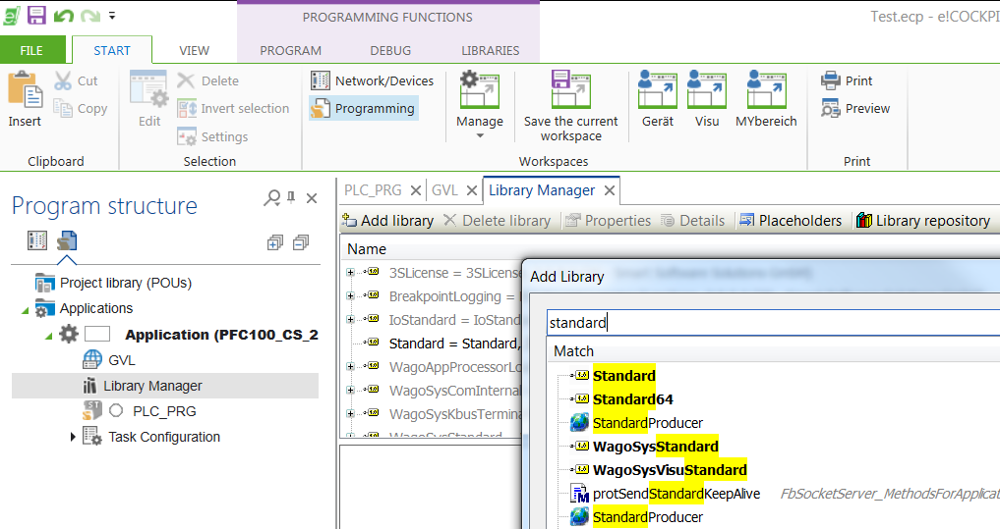 PROGRAMMING FUNCTIONS
Test.ecp - e!COCKPI
FILE START VIEW PROGRAM DEBUG LIBRARIES
Insert
Cut
Copy
Clipboard
Edit
Delete
Invert selection
Settings
Selection
Network/Devices
Programming
Manage
Save the current
workspace
Gerät
Visu
MYbereich
Workspaces
Print
Preview
Print
Program structure
Project library (POUs)
Applications
Application (PFC100_CS_2
GVL
Library Manager
PLC_PRG
Task Configuration
PLC_PRG GVL Library Manager
Add library Delete library Properties Details Placeholders Library repository
Name
3SLicense = 3SLicense
BreakpointLogging =
IoStandard = IoStand
Standard = Standard,
WagoAppProcessorLo
WagoSysComInternal
WagoSysKbusTermina
WagoSysStandard
Add Library
standard
Match
Standard
Standard64
StandardProducer
WagoSysStandard
WagoSysVisuStandard
protSendStandardKeepAlive FbSocketServer_MethodsForApplicat
StandardProducer